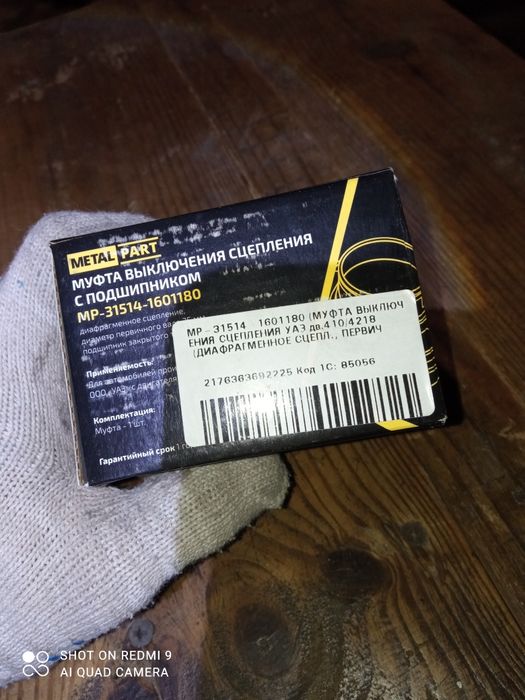 METAL PART
МУФТА ВЫКЛЮЧЕНИЯ СЦЕПЛЕНИЯ
С ПОДШИПНИКОМ
MP-31514-1601180
диафрагменное сцепление,
диаметр первичного
подшипник закрытого
Применяемость:
Для автомобилей
ООО, УАЗ с двигателя
Комплектация:
Муфта - 1 шт.
Гарантийный срок 1
MP-31514 1601180 (МУФТА ВЫКЛЮЧ
ЕНИЯ СЦЕПЛЕНИЯ УАЗ дв.410/4218
(ДИАФРАГМЕННОЕ СЦЕПЛ., ПЕРВИЧ
2176363692225 Код 1С: 85056
SHOT ON REDMI 9
AI QUAD CAMERA